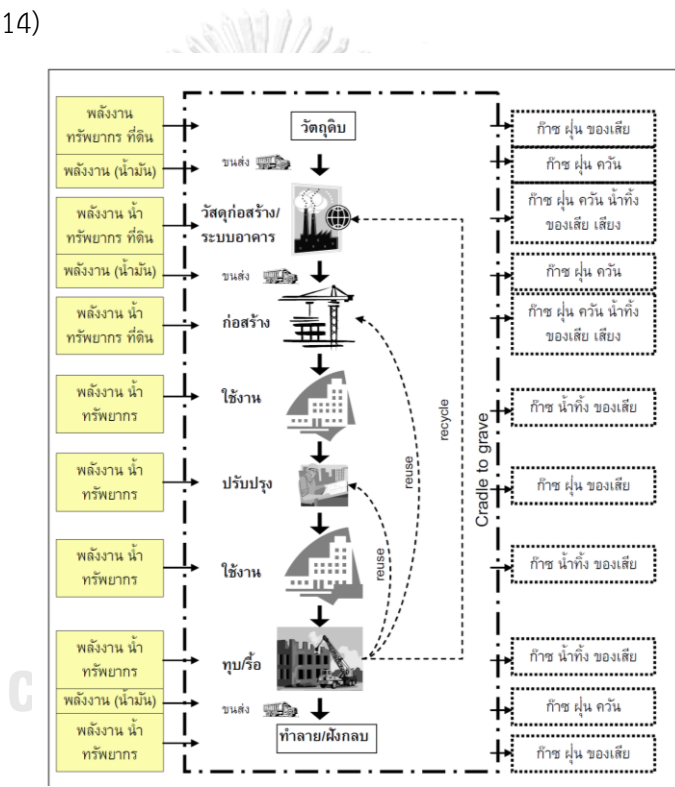 14)
พลังงาน
ทรัพยากร ที่ดิน
วัตถุดิบ
ก๊าซ ฝุ่น ของเสีย
พลังงาน (น้ำมัน)
ขนส่ง
ก๊าซ ฝุ่น ควัน
พลังงาน น้ำ
ทรัพยากร ที่ดิน
วัสดุก่อสร้าง/
ระบบอาคาร
ก๊าซ ฝุ่น ควัน น้ำทิ้ง
ของเสีย เสียง
พลังงาน (น้ำมัน)
ขนส่ง
ก๊าซ ฝุ่น ควัน
พลังงาน น้ำ
ทรัพยากร ที่ดิน
ก่อสร้าง
ก๊าซ ฝุ่น ควัน น้ำทิ้ง
ของเสีย เสียง
พลังงาน น้ำ
ทรัพยากร
ใช้งาน
ก๊าซ น้ำทิ้ง ของเสีย
พลังงาน น้ำ
ทรัพยากร
ปรับปรุง
ก๊าซ ฝุ่น ของเสีย
พลังงาน น้ำ
ทรัพยากร
ใช้งาน
ก๊าซ น้ำทิ้ง ของเสีย
พลังงาน น้ำ
ทรัพยากร
ทุบ/รื้อ
ก๊าซ น้ำทิ้ง ของเสีย
พลังงาน (น้ำมัน)
ขนส่ง
ก๊าซ ฝุ่น ควัน
พลังงาน น้ำ
ทรัพยากร
ทำลาย/ฝังกลบ
ก๊าซ ฝุ่น ของเสีย
reuse
reuse
recycle
Cradle to grave
C